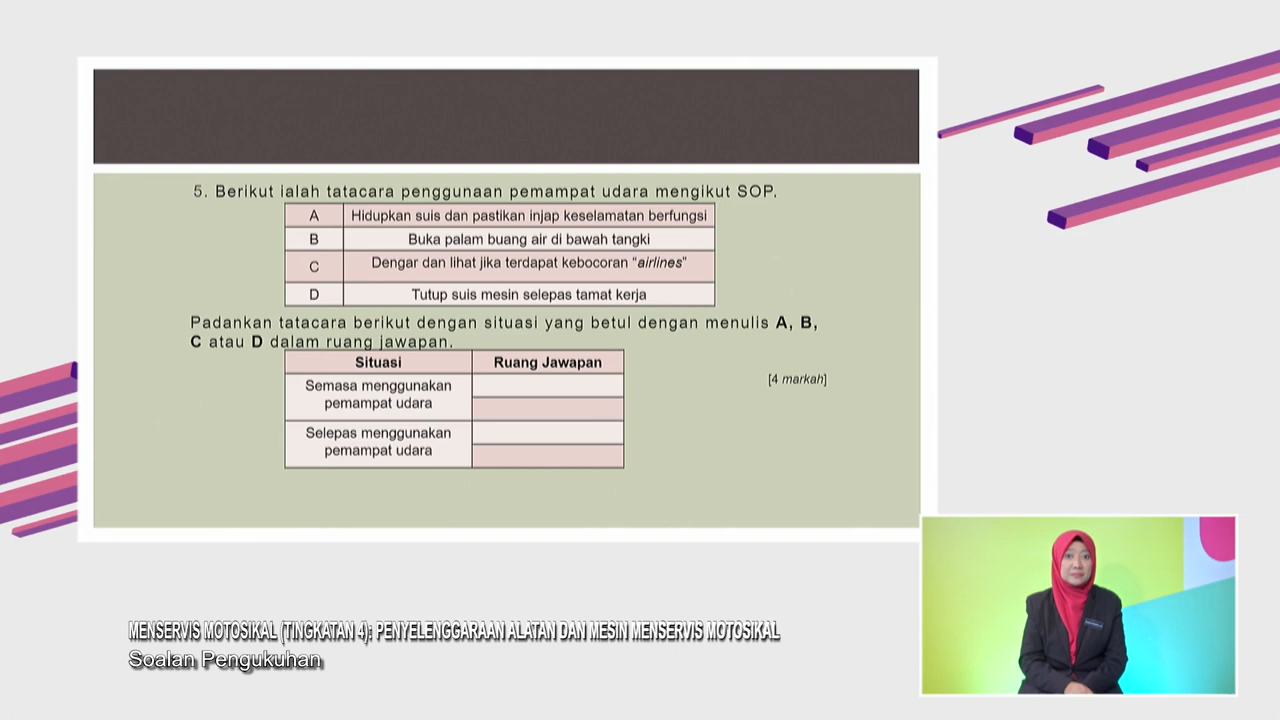 5. Berikut ialah tatacara penggunaan pemampat udara mengikut SOP.
A Hidupkan suis dan pastikan injap keselamatan berfungsi
B Buka palam buang air di bawah tangki
C Dengar dan lihat jika terdapat kebocoran “airlines”
D Tutup suis mesin selepas tamat kerja
Padankan tatacara berikut dengan situasi yang betul dengan menulis A, B,
C atau D dalam ruang jawapan.
Situasi Ruang Jawapan
[4 markah]
Semasa menggunakan
pemampat udara
Selepas menggunakan
pemampat udara
MENSERVIS MOTOSIKAL (TINGKATAN 4): PENYELENGGARAAN ALATAN DAN MESIN MENSERVIS MOTOSIKAL
Soalan Pengukuhan